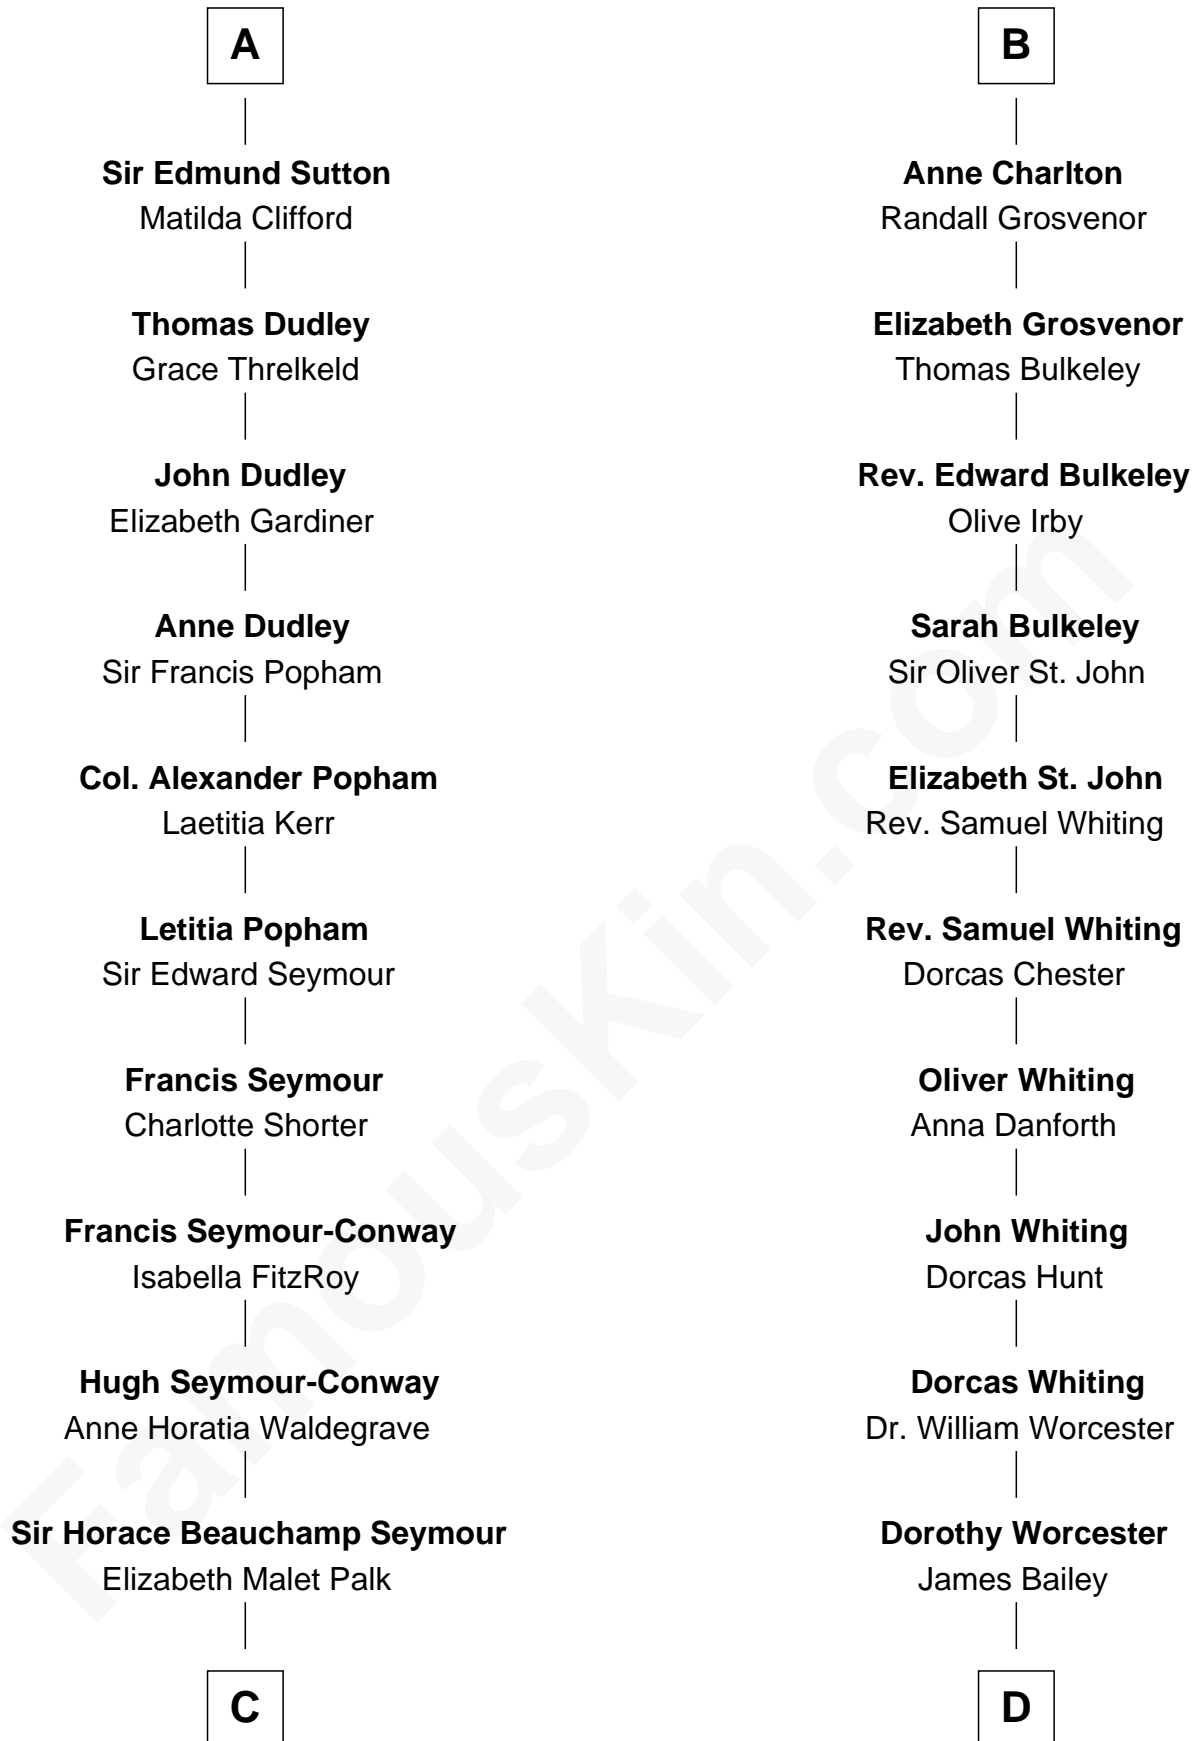 A
Sir Edmund Sutton
Matilda Clifford
Thomas Dudley
Grace Threlkeld
John Dudley
Elizabeth Gardiner
Anne Dudley
Sir Francis Popham
Col. Alexander Popham
Laetitia Kerr
Letitia Popham
Sir Edward Seymour
Francis Seymour
Charlotte Shorter
Francis Seymour-Conway
Isabella FitzRoy
Hugh Seymour-Conway
Anne Horatia Waldegrave
Sir Horace Beauchamp Seymour
Elizabeth Malet Palk
C
B
Anne Charlton
Randall Grosvenor
Elizabeth Grosvenor
Thomas Bulkeley
Rev. Edward Bulkeley
Olive Irby
Sarah Bulkeley
Sir Oliver St. John
Elizabeth St. John
Rev. Samuel Whiting
Rev. Samuel Whiting
Dorcas Chester
Oliver Whiting
Anna Danforth
John Whiting
Dorcas Hunt
Dorcas Whiting
Dr. William Worcester
Dorothy Worcester
James Bailey
D
FamousKin.com